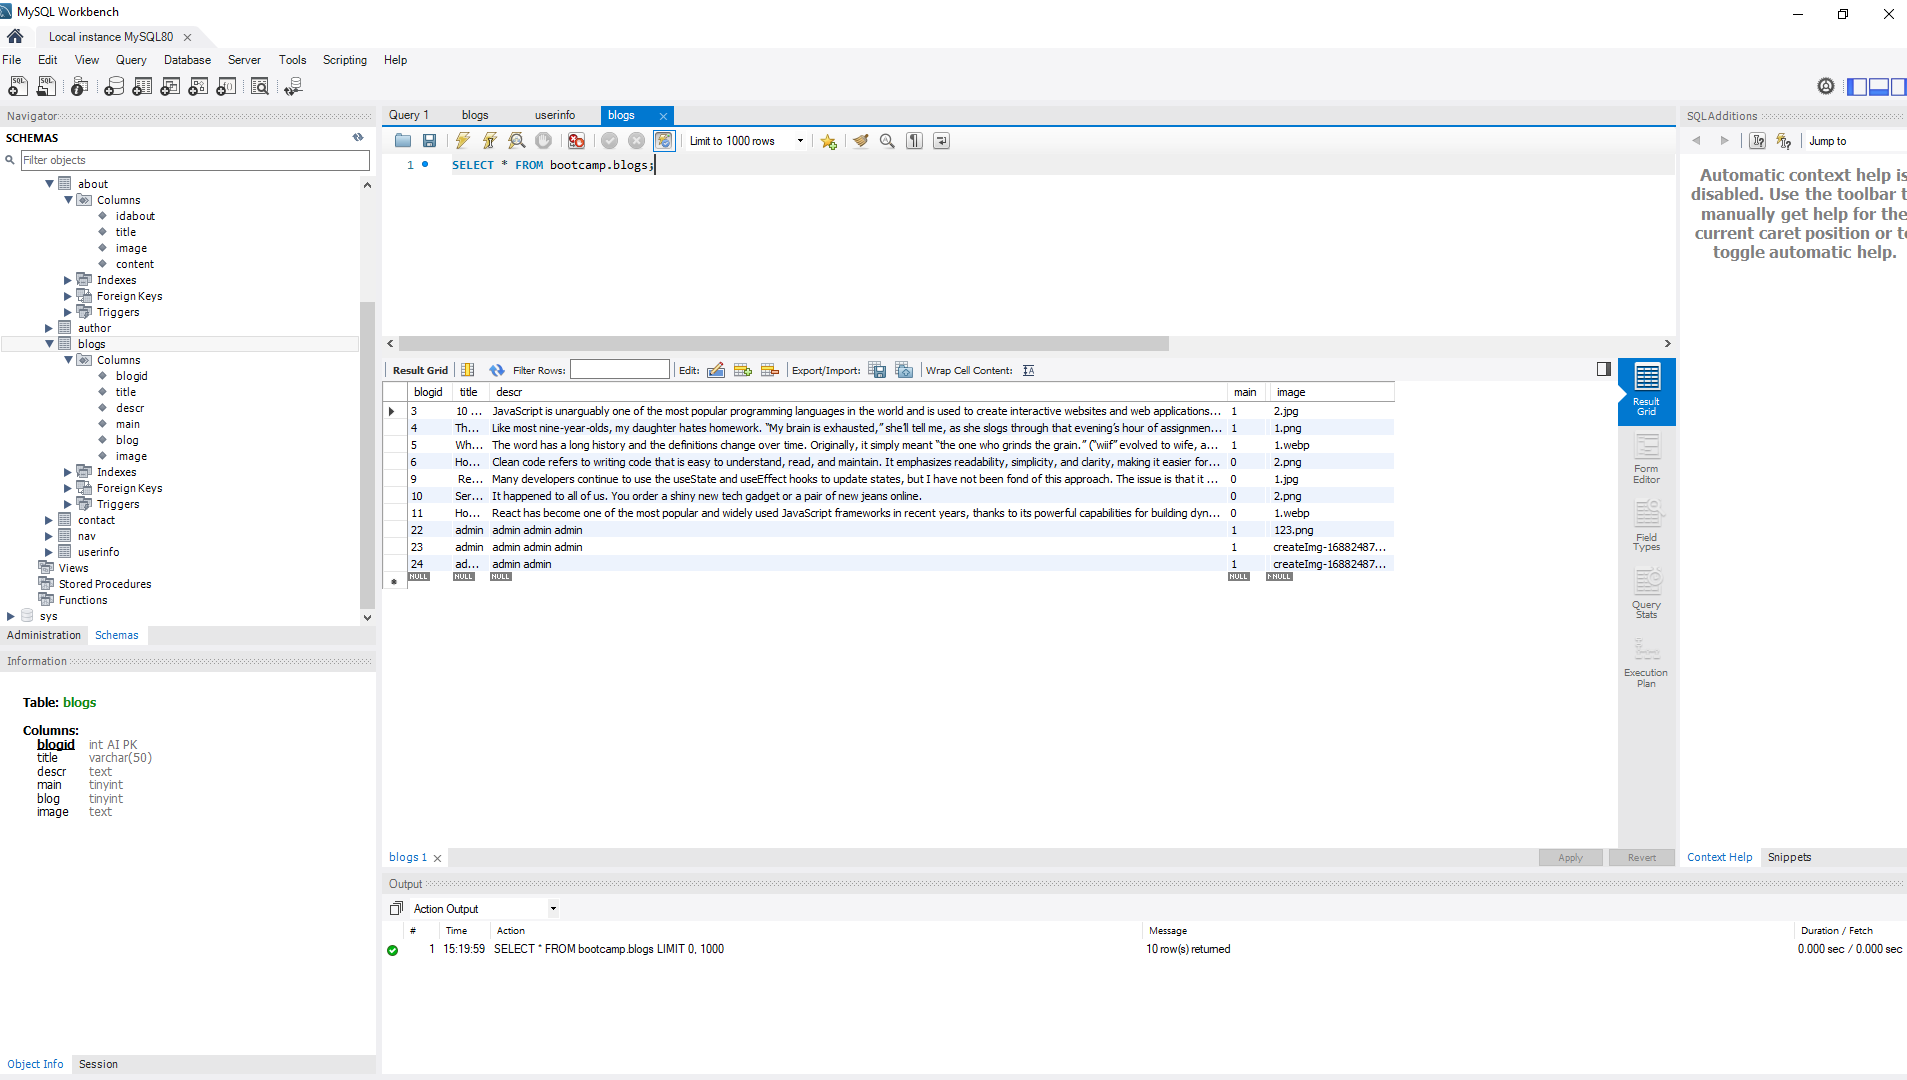 MySQL Workbench
Local instance MySQL80
File Edit View Query Database Server Tools Scripting Help
Navigator
SCHEMAS
Filter objects
about
Columns
idabout
title
image
content
Indexes
Foreign Keys
Triggers
author
blogs
Columns
blogid
title
descr
main
blog
image
Indexes
Foreign Keys
Triggers
contact
nav
userinfo
Views
Stored Procedures
Functions
sys
Administration Schemas
Information
Table: blogs
Columns:
blogid int AI PK
title varchar(50)
descr text
main tinyint
blog tinyint
image text
Object Info Session
Query 1 blogs userinfo blogs
Limit to 1000 rows
1 SELECT * FROM bootcamp.blogs;
Result Grid Filter Rows: Edit: Export/Import: Wrap Cell Content:
blogid title descr main image
3 10 ... JavaScript is unarguably one of the most popular programming languages in the world and is used to create interactive websites and web applications... 1 2.jpg
4 Th... Like most nine-year-olds, my daughter hates homework. “My brain is exhausted,” she’ll tell me, as she slogs through that evening’s hour of assignmen... 1 1.png
5 Wh... The word has a long history and the definitions change over time. Originally, it simply meant “the one who grinds the grain.” (“wiif” evolved to wife, a... 1 1.webp
6 Ho... Clean code refers to writing code that is easy to understand, read, and maintain. It emphasizes readability, simplicity, and clarity, making it easier for... 0 2.png
9 Re... Many developers continue to use the useState and useEffect hooks to update states, but I have not been fond of this approach. The issue is that it ... 0 1.jpg
10 Ser... It happened to all of us. You order a shiny new tech gadget or a pair of new jeans online. 0 2.png
11 Ho... React has become one of the most popular and widely used JavaScript frameworks in recent years, thanks to its powerful capabilities for building dyn... 0 1.webp
22 admin admin admin admin 1 123.png
23 admin admin admin admin 1 createImg-16882487...
24 ad... admin admin 1 createImg-16882487...
NULL NULL NULL NULL NULL
Result
Grid
Form
Editor
Field
Types
Query
Stats
Execution
Plan
blogs 1 Apply Revert
Output
Action Output
# Time Action Message Duration / Fetch
1 15:19:59 SELECT * FROM bootcamp.blogs LIMIT 0, 1000 10 row(s) returned 0.000 sec / 0.000 sec
SQLAdditions
Jump to
Automatic context help is
disabled. Use the toolbar t
manually get help for the
current caret position or to
toggle automatic help.
Context Help Snippets